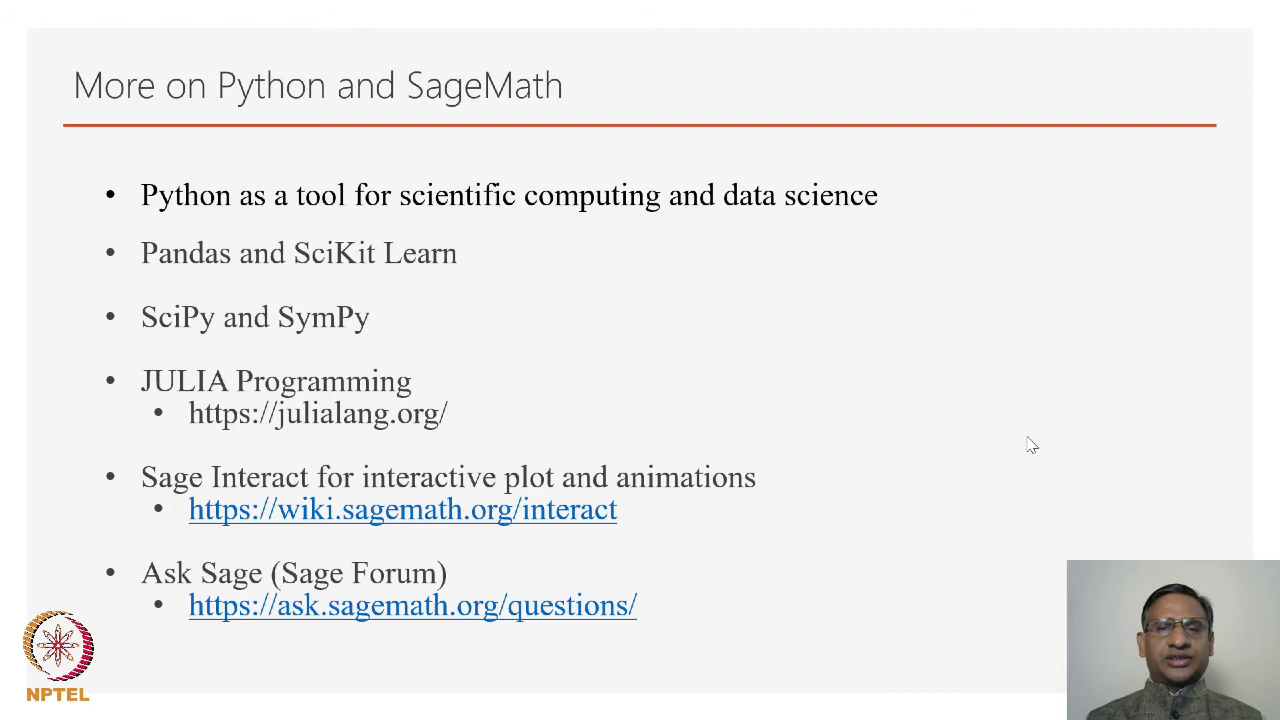 More on Python and SageMath
• Python as a tool for scientific computing and data science
• Pandas and SciKit Learn
• SciPy and SymPy
• JULIA Programming
• https://julialang.org/
• Sage Interact for interactive plot and animations
• https://wiki.sagemath.org/interact
• Ask Sage (Sage Forum)
• https://ask.sagemath.org/questions/
NPTEL